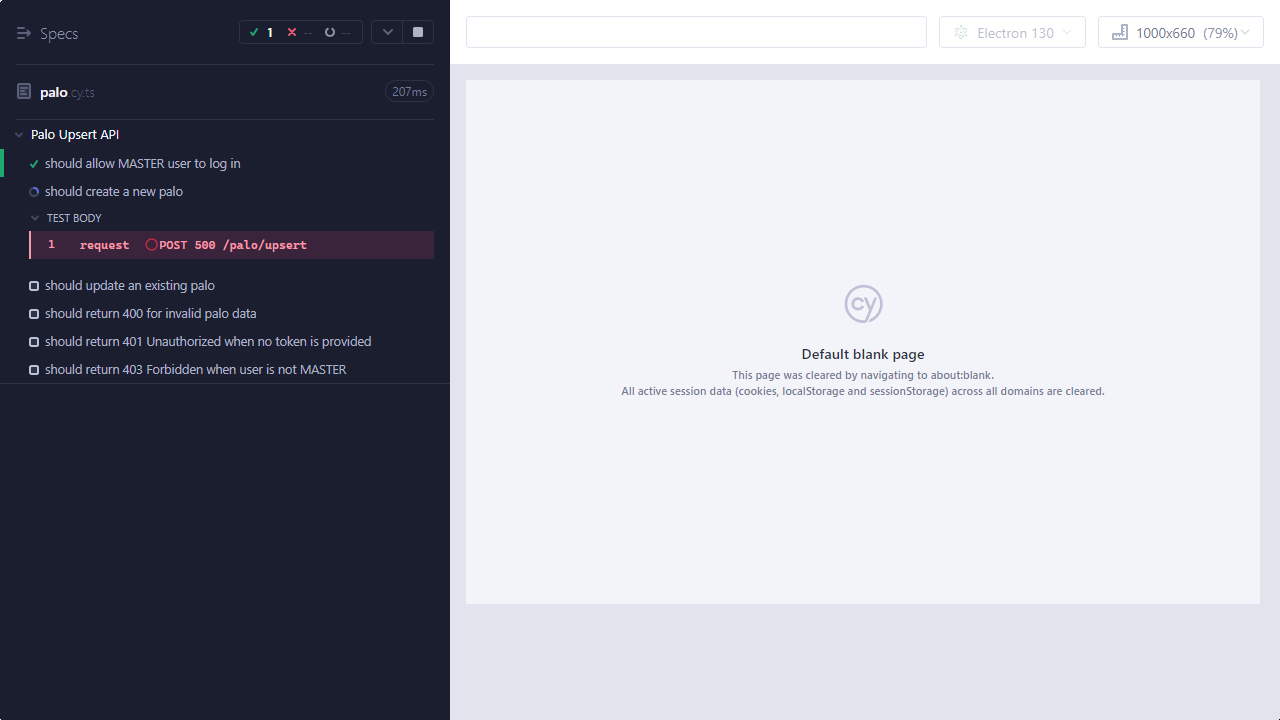 Specs
1 -- --
palo cy.ts
207ms
Palo Upsert API
should allow MASTER user to log in
should create a new palo
TEST BODY
1 request POST 500 /palo/upsert
should update an existing palo
should return 400 for invalid palo data
should return 401 Unauthorized when no token is provided
should return 403 Forbidden when user is not MASTER
Electron 130
1000x660 (79%)
cy
Default blank page
This page was cleared by navigating to about:blank.
All active session data (cookies, localStorage and sessionStorage) across all domains are cleared.